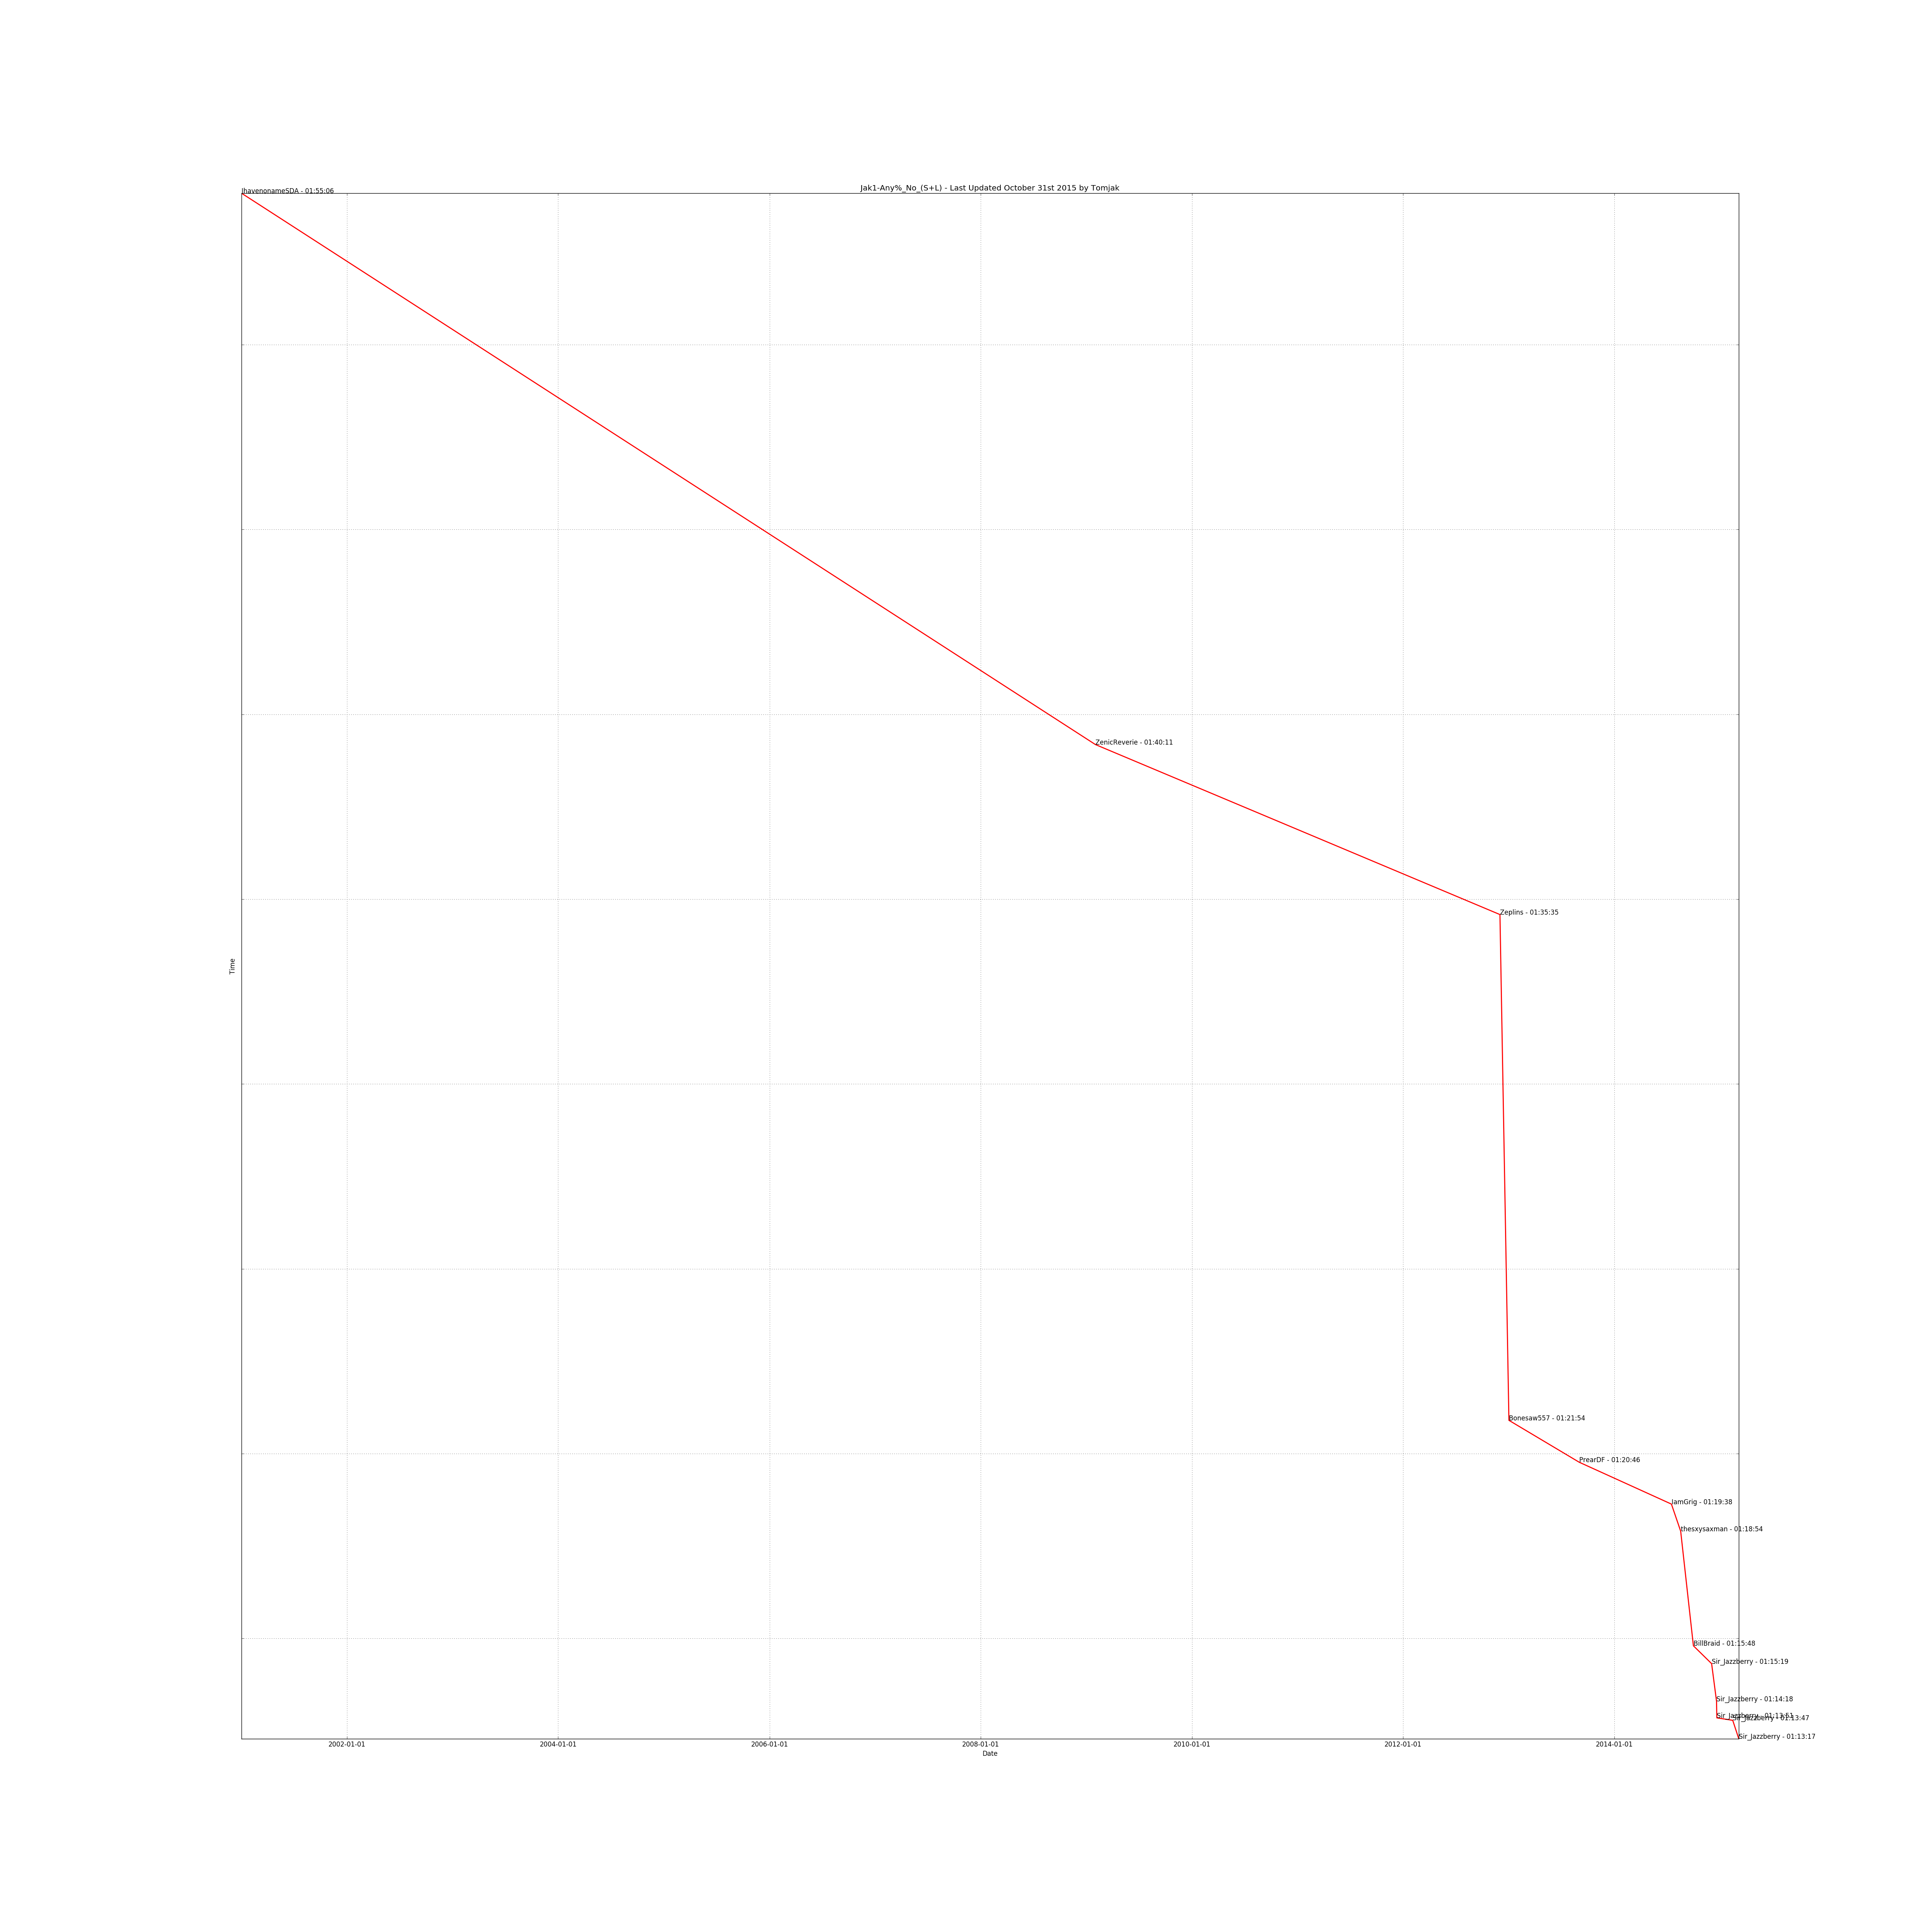 Jak1-Any%_No_(S+L) - Last Updated October 31st 2015 by Tomjak
IhavenonameSDA - 01:55:06
ZenicReverie - 01:40:11
Zeplins - 01:35:35
Time
Bonesaw557 - 01:21:54
PrearDF - 01:20:46
JamGrig - 01:19:38
thesxysaxman - 01:18:54
BillBraid - 01:15:48
Sir_Jazzberry - 01:15:19
Sir_Jazzberry - 01:14:18
Sir_Jazzberry - 01:13:51
Sir_Jazzberry - 01:13:47
Sir_Jazzberry - 01:13:17
2002-01-01 2004-01-01 2006-01-01 2008-01-01 2010-01-01 2012-01-01 2014-01-01
Date